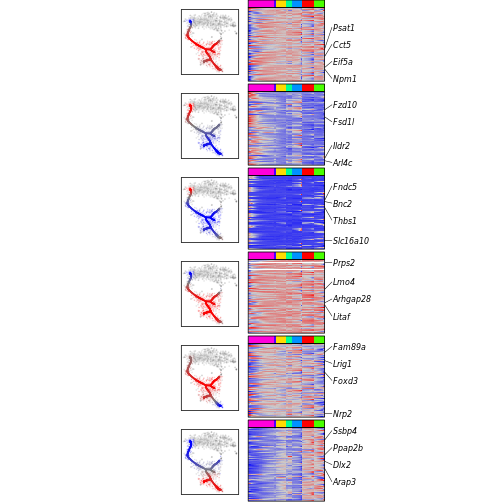 Psat1
Cct5
Eif5a
Npm1
Fzd10
Fsd1l
Ildr2
Arl4c
Fndc5
Bnc2
Thbs1
Slc16a10
Prps2
Lmo4
Arhgap28
Litaf
Fam89a
Lrig1
Foxd3
Nrp2
Ssbp4
Ppap2b
Dlx2
Arap3